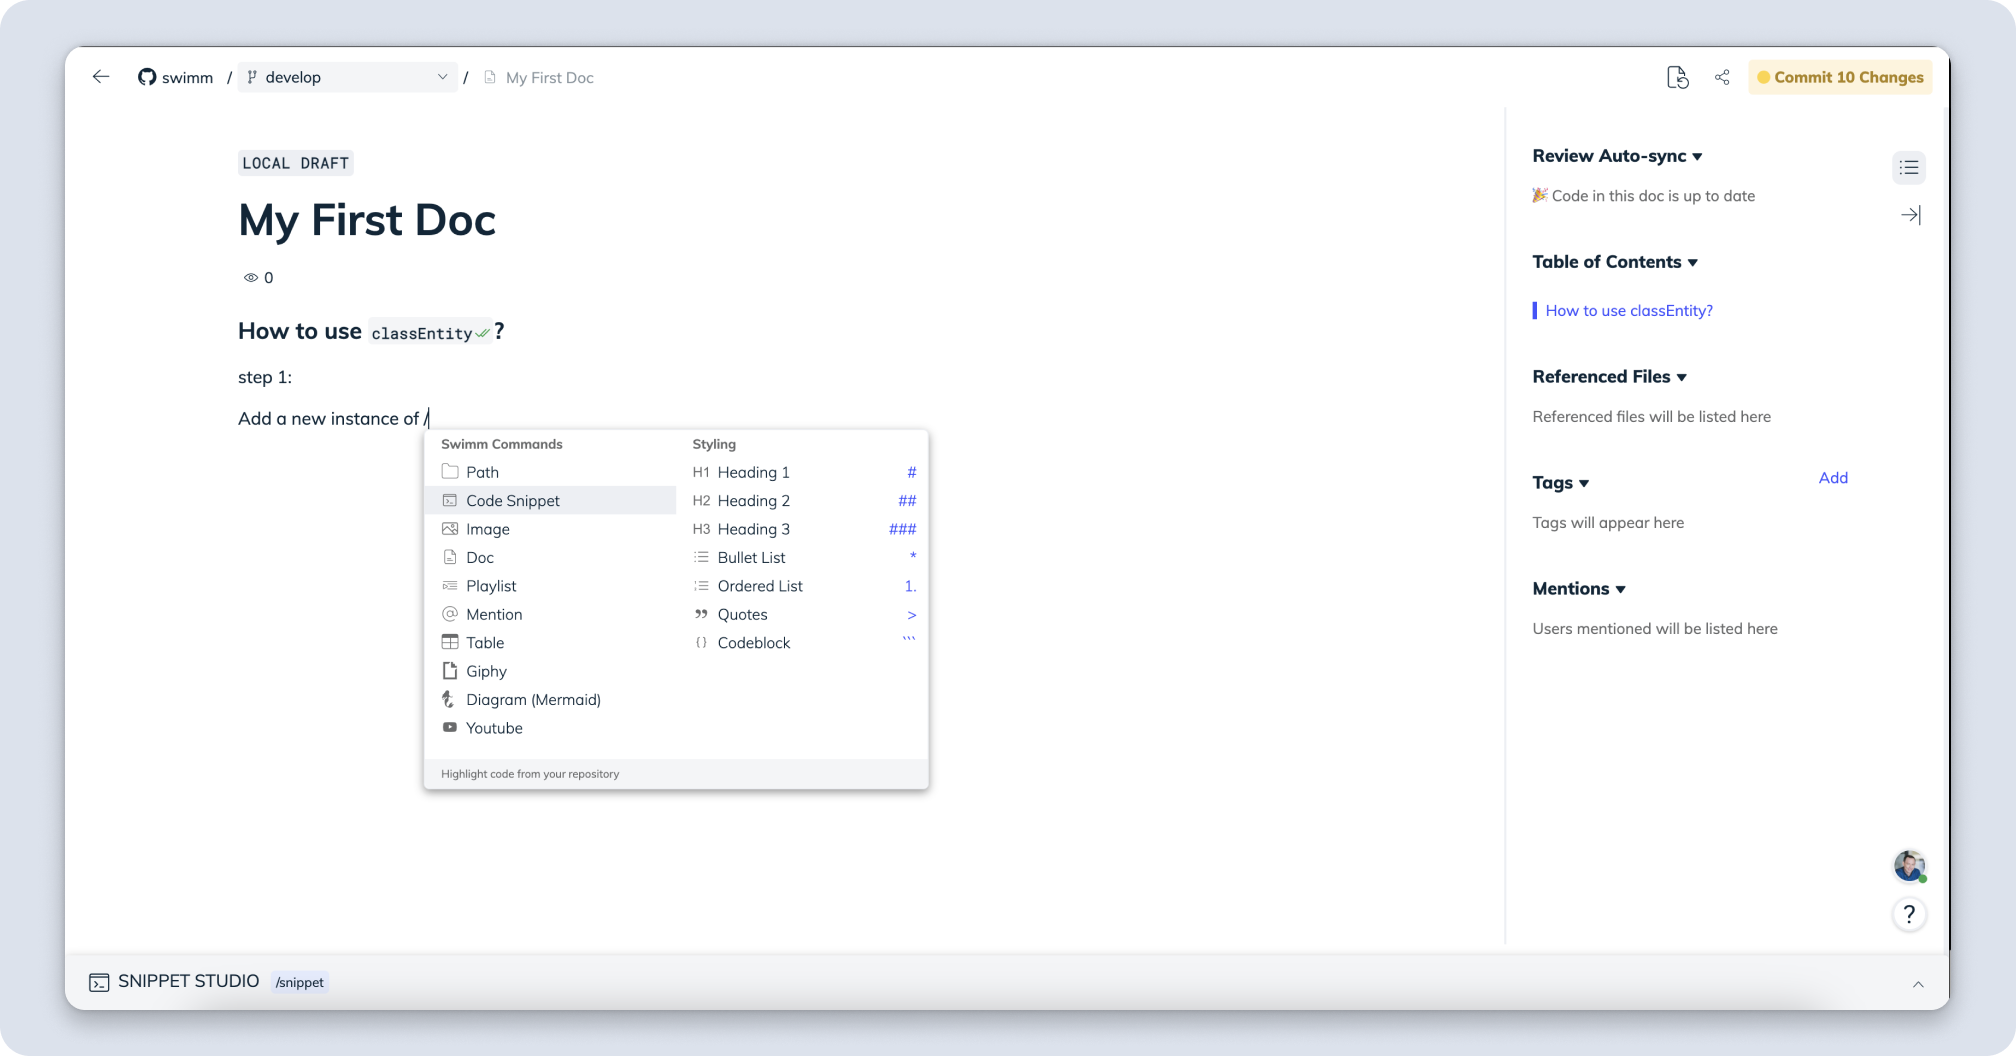 swimm / develop / My First Doc
Commit 10 Changes
LOCAL DRAFT
My First Doc
0
How to use classEntity?
step 1:
Add a new instance of /
Swimm Commands
Path
Code Snippet
Image
Doc
Playlist
Mention
Table
Giphy
Diagram (Mermaid)
Youtube
Styling
H1 Heading 1 #
H2 Heading 2 ##
H3 Heading 3 ###
Bullet List *
Ordered List 1.
Quotes >
Codeblock ```
Highlight code from your repository
Review Auto-sync
Code in this doc is up to date
Table of Contents
How to use classEntity?
Referenced Files
Referenced files will be listed here
Tags Add
Tags will appear here
Mentions
Users mentioned will be listed here
?
SNIPPET STUDIO /snippet